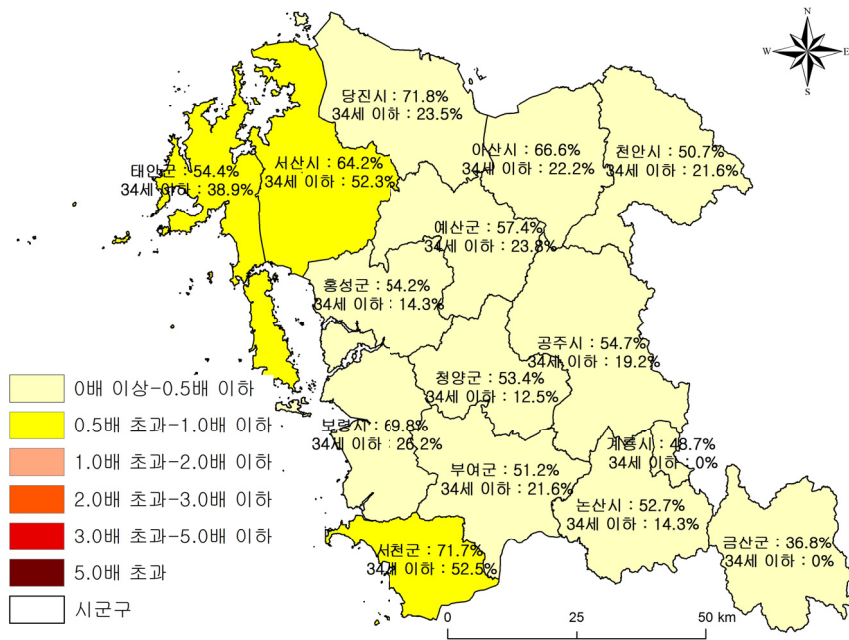 N
W
E
S
당진시 : 71.8%
34세 이하 : 23.5%
아산시 : 66.6%
34세 이하 : 22.2%
천안시 : 50.7%
34세 이하 : 21.6%
태안군 : 54.4%
34세 이하 : 38.9%
서산시 : 64.2%
34세 이하 : 52.3%
예산군 : 57.4%
34세 이하 : 23.8%
홍성군 : 54.2%
34세 이하 : 14.3%
공주시 : 54.7%
34세 이하 : 19.2%
청양군 : 53.4%
34세 이하 : 12.5%
보령시 : 69.8%
34세 이하 : 26.2%
계룡시 : 48.7%
34세 이하 : 0%
부여군 : 51.2%
34세 이하 : 21.6%
논산시 : 52.7%
34세 이하 : 14.3%
금산군 : 36.8%
34세 이하 : 0%
서천군 : 71.7%
34세 이하 : 52.5%
0배 이상-0.5배 이하
0.5배 초과-1.0배 이하
1.0배 초과-2.0배 이하
2.0배 초과-3.0배 이하
3.0배 초과-5.0배 이하
5.0배 초과
시군구
0 25 50 km